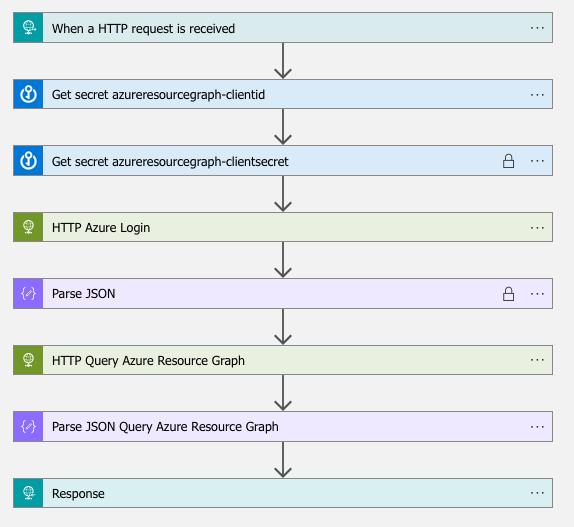 When a HTTP request is received
Get secret azureresourcegraph-clientid
Get secret azureresourcegraph-clientsecret
HTTP Azure Login
Parse JSON
HTTP Query Azure Resource Graph
Parse JSON Query Azure Resource Graph
Response